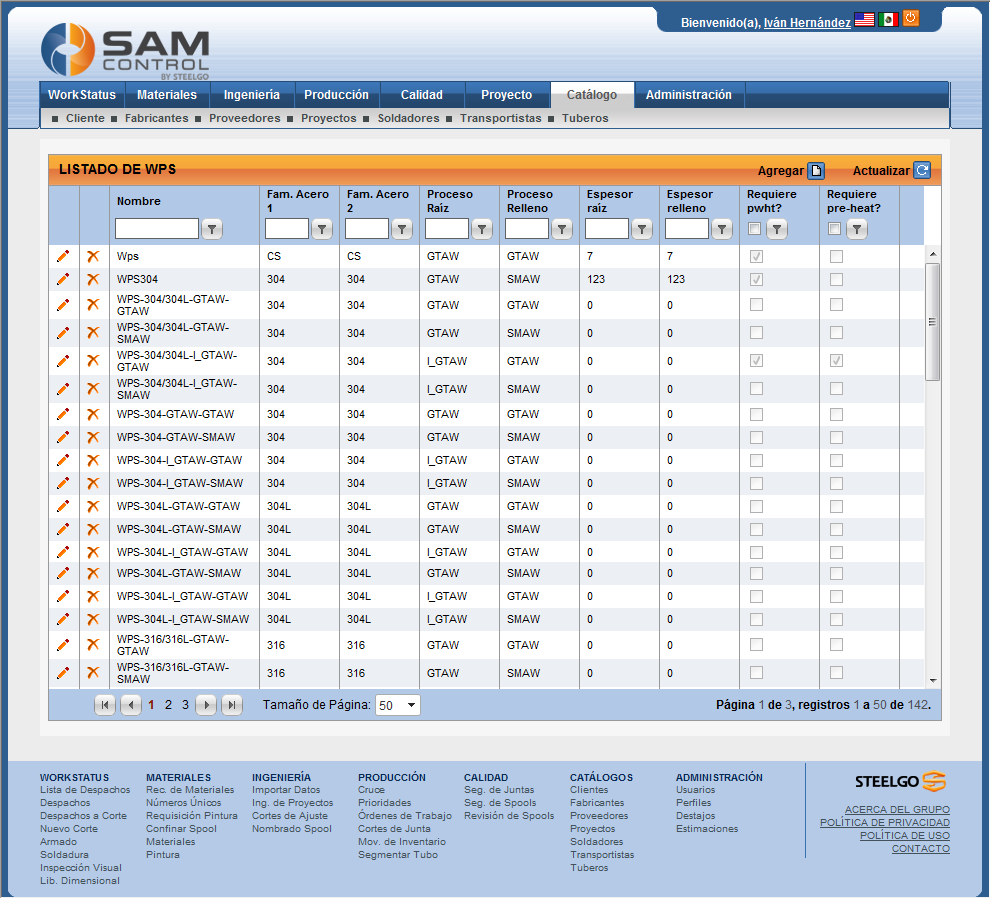 Bienvenido(a), Iván Hernández
SAM
CONTROL
BY STEELGO
WorkStatus Materiales Ingeniería Producción Calidad Proyecto Catálogo Administración
Cliente Fabricantes Proveedores Proyectos Soldadores Transportistas Tuberos
LISTADO DE WPS Agregar Actualizar
Nombre Fam. Acero 1 Fam. Acero 2 Proceso Raíz Proceso Relleno Espesor raíz Espesor relleno Requiere pwht? Requiere pre-heat?
Wps CS CS GTAW GTAW 7 7
WPS304 304 304 GTAW SMAW 123 123
WPS-304/304L-GTAW-GTAW 304 304 GTAW GTAW 0 0
WPS-304/304L-GTAW-SMAW 304 304 GTAW SMAW 0 0
WPS-304/304L-I_GTAW-GTAW 304 304 I_GTAW GTAW 0 0
WPS-304/304L-I_GTAW-SMAW 304 304 I_GTAW SMAW 0 0
WPS-304-GTAW-GTAW 304 304 GTAW GTAW 0 0
WPS-304-GTAW-SMAW 304 304 GTAW SMAW 0 0
WPS-304-I_GTAW-GTAW 304 304 I_GTAW GTAW 0 0
WPS-304-I_GTAW-SMAW 304 304 I_GTAW SMAW 0 0
WPS-304L-GTAW-GTAW 304L 304L GTAW GTAW 0 0
WPS-304L-GTAW-SMAW 304L 304L GTAW SMAW 0 0
WPS-304L-I_GTAW-GTAW 304L 304L I_GTAW GTAW 0 0
WPS-304L-GTAW-SMAW 304L 304L GTAW SMAW 0 0
WPS-304L-I_GTAW-GTAW 304L 304L I_GTAW GTAW 0 0
WPS-304L-I_GTAW-SMAW 304L 304L I_GTAW SMAW 0 0
WPS-316/316L-GTAW-GTAW 316 316 GTAW GTAW 0 0
WPS-316/316L-GTAW-SMAW 316 316 GTAW SMAW 0 0
1 2 3 Tamaño de Página: 50 Página 1 de 3, registros 1 a 50 de 142.
WORKSTATUS
Lista de Despachos
Despachos
Despachos a Corte
Nuevo Corte
Armado
Soldadura
Inspección Visual
Lib. Dimensional
MATERIALES
Rec. de Materiales
Números Únicos
Requisición Pintura
Confinar Spool
Materiales
Pintura
INGENIERÍA
Importar Datos
Ing. de Proyectos
Cortes de Ajuste
Nombrado Spool
PRODUCCIÓN
Cruce
Prioridades
Órdenes de Trabajo
Cortes de Junta
Mov. de Inventario
Segmentar Tubo
CALIDAD
Seg. de Juntas
Seg. de Spools
Revisión de Spools
CATÁLOGOS
Clientes
Fabricantes
Proveedores
Proyectos
Soldadores
Transportistas
Tuberos
ADMINISTRACIÓN
Usuarios
Perfiles
Destajos
Estimaciones
STEELGO
ACERCA DEL GRUPO
POLÍTICA DE PRIVACIDAD
POLÍTICA DE USO
CONTACTO